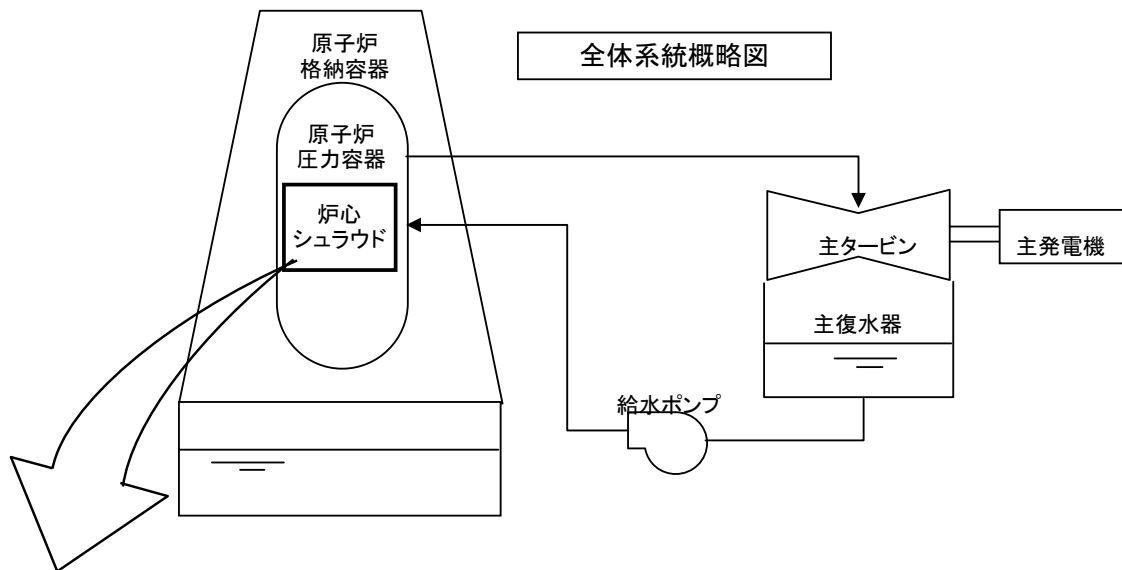 原子炉
格納容器
全体系統概略図
原子炉
圧力容器
炉心
シュラウド
主タービン
主発電機
主復水器
給水ポンプ